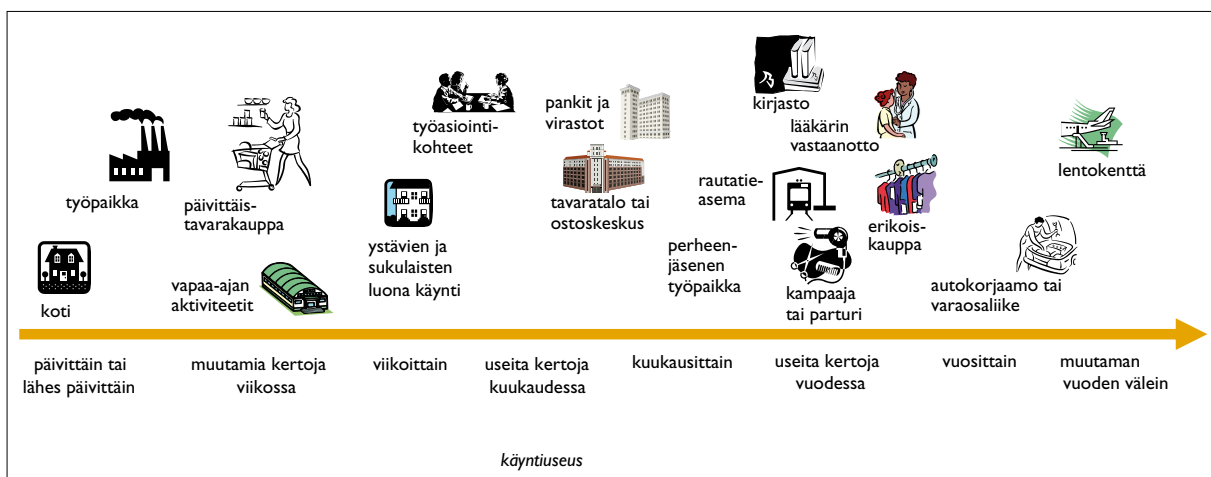 työpaikka
koti
päivittäis-
tavarakauppa
vapaa-ajan
aktiviteetit
työasiointi-
kohteet
ystävien ja
sukulaisten
luona käynti
pankit ja
virastot
tavaratalo tai
ostoskeskus
kirjasto
lääkärin
vastaanotto
rautatie-
asema
erikois-
kauppa
perheen-
jäsenen
työpaikka
kampaaja
tai parturi
lentokenttä
autokorjaamo tai
varaosaliike
päivittäin tai
lähes päivittäin
muutamia kertoja
viikossa
viikoittain
useita kertoja
kuukaudessa
kuukausittain
useita kertoja
vuodessa
vuosittain
muutaman
vuoden välein
käyntiuseus